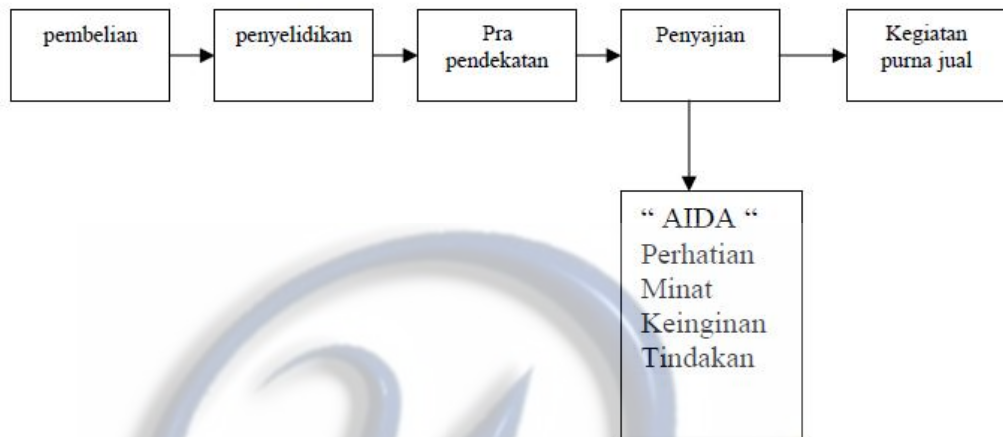 pembelian
penyelidikan
Pra
pendekatan
Penyajian
Kegiatan
purna jual
“ AIDA “
Perhatian
Minat
Keinginan
Tindakan